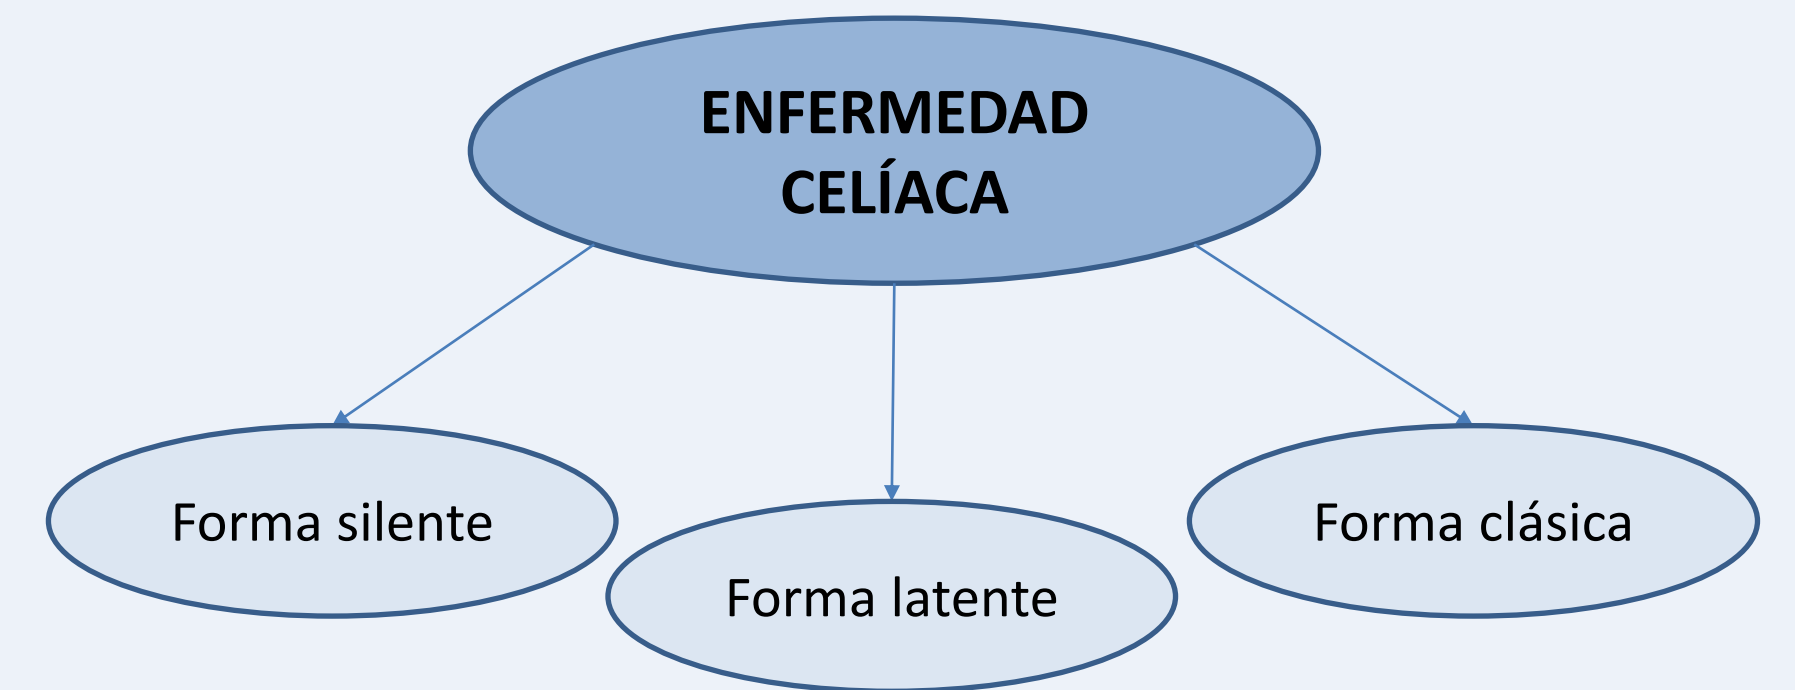 ENFERMEDAD
CELÍACA
Forma silente
Forma latente
Forma clásica